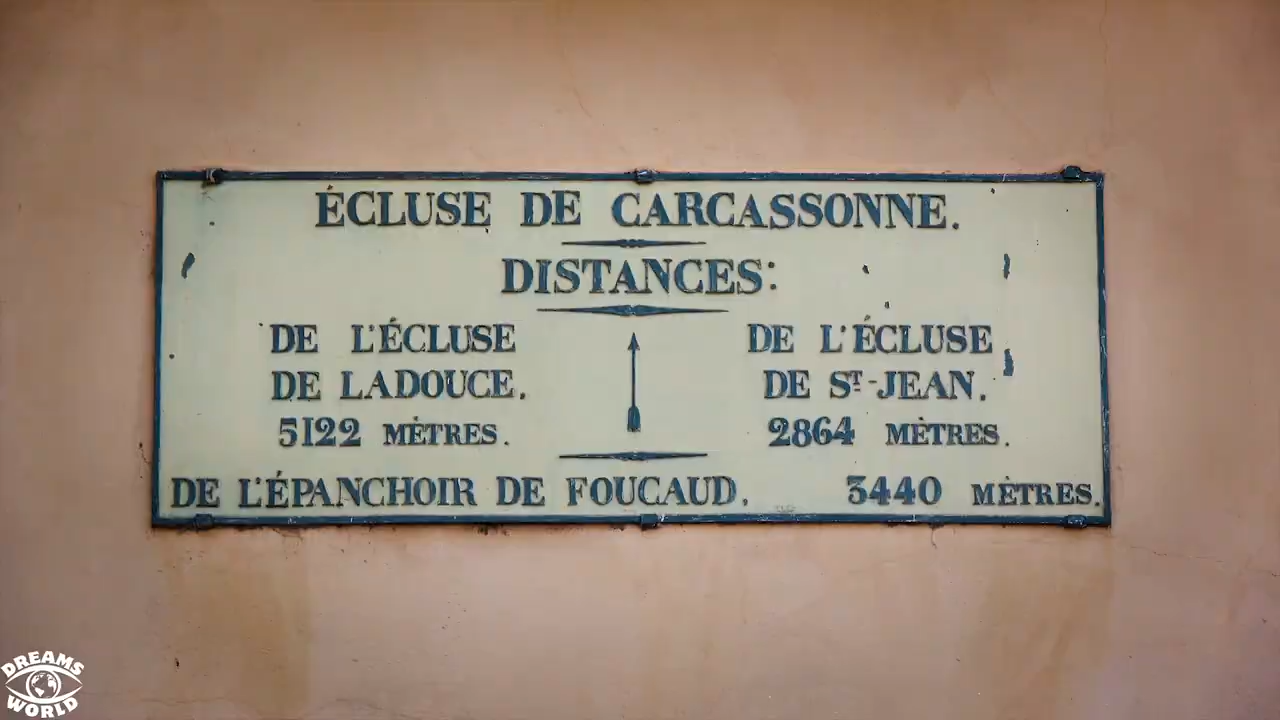 ÉCLUSE DE CARCASSONNE.
DISTANCES:
DE L'ÉCLUSE
DE LADOUCE.
5122 MÈTRES.
DE L'ÉCLUSE
DE ST-JEAN.
2864 MÈTRES.
DE L'ÉPANCHOIR DE FOUCAUD. 3440 MÈTRES.
DREAMS
WORLD